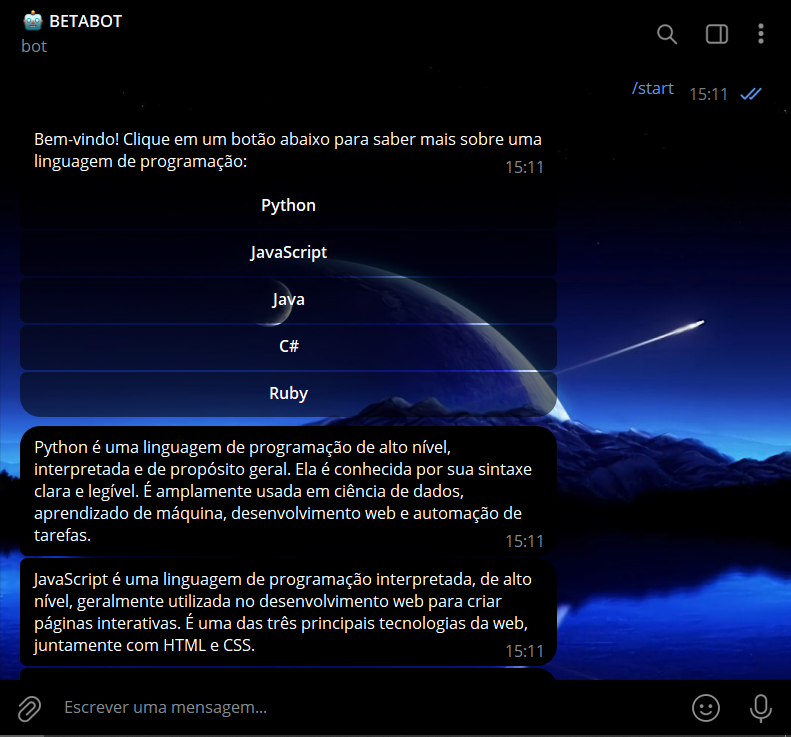 🤖 BETABOT
bot
/start 15:11
Bem-vindo! Clique em um botão abaixo para saber mais sobre uma
linguagem de programação:
15:11
Python
JavaScript
Java
C#
Ruby
Python é uma linguagem de programação de alto nível,
interpretada e de propósito geral. Ela é conhecida por sua sintaxe
clara e legível. É amplamente usada em ciência de dados,
aprendizado de máquina, desenvolvimento web e automação de
tarefas.
15:11
JavaScript é uma linguagem de programação interpretada, de alto
nível, geralmente utilizada no desenvolvimento web para criar
páginas interativas. É uma das três principais tecnologias da web,
juntamente com HTML e CSS.
15:11
Escrever uma mensagem...